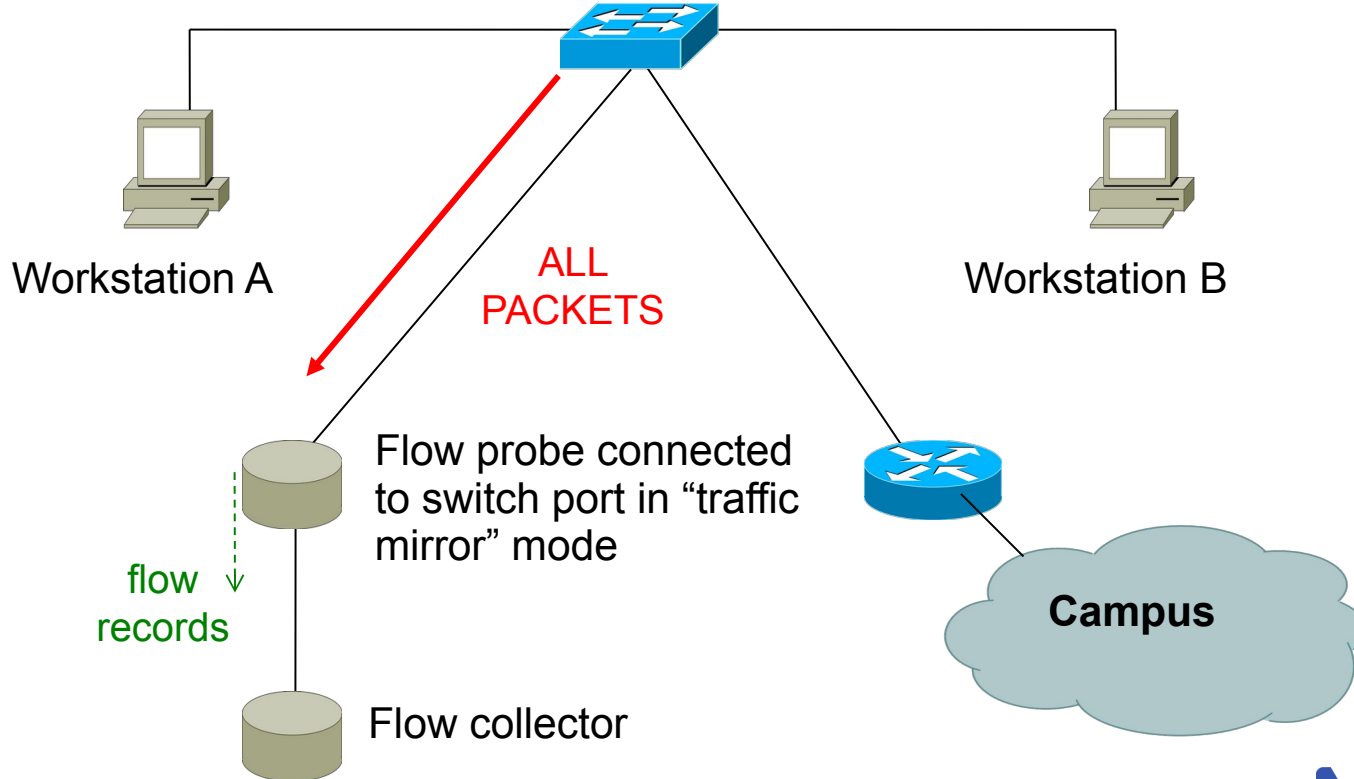 Workstation A
Workstation B
ALL
PACKETS
Flow probe connected
to switch port in “traffic
mirror” mode
flow
records
Campus
Flow collector